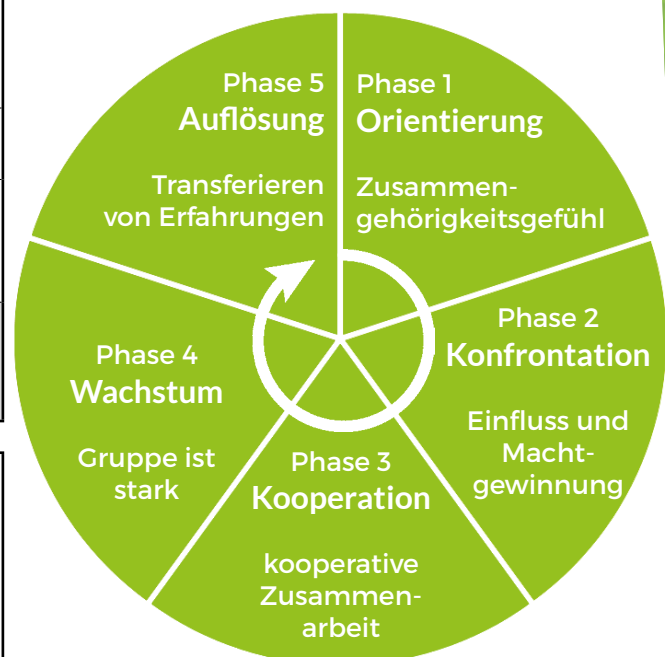 Phase 1
Orientierung
Zusammen-
gehörigkeitsgefühl
Phase 2
Konfrontation
Einfluss und
Macht-
gewinnung
Phase 3
Kooperation
kooperative
Zusammen-
arbeit
Phase 4
Wachstum
Gruppe ist
stark
Phase 5
Auflösung
Transferieren
von Erfahrungen